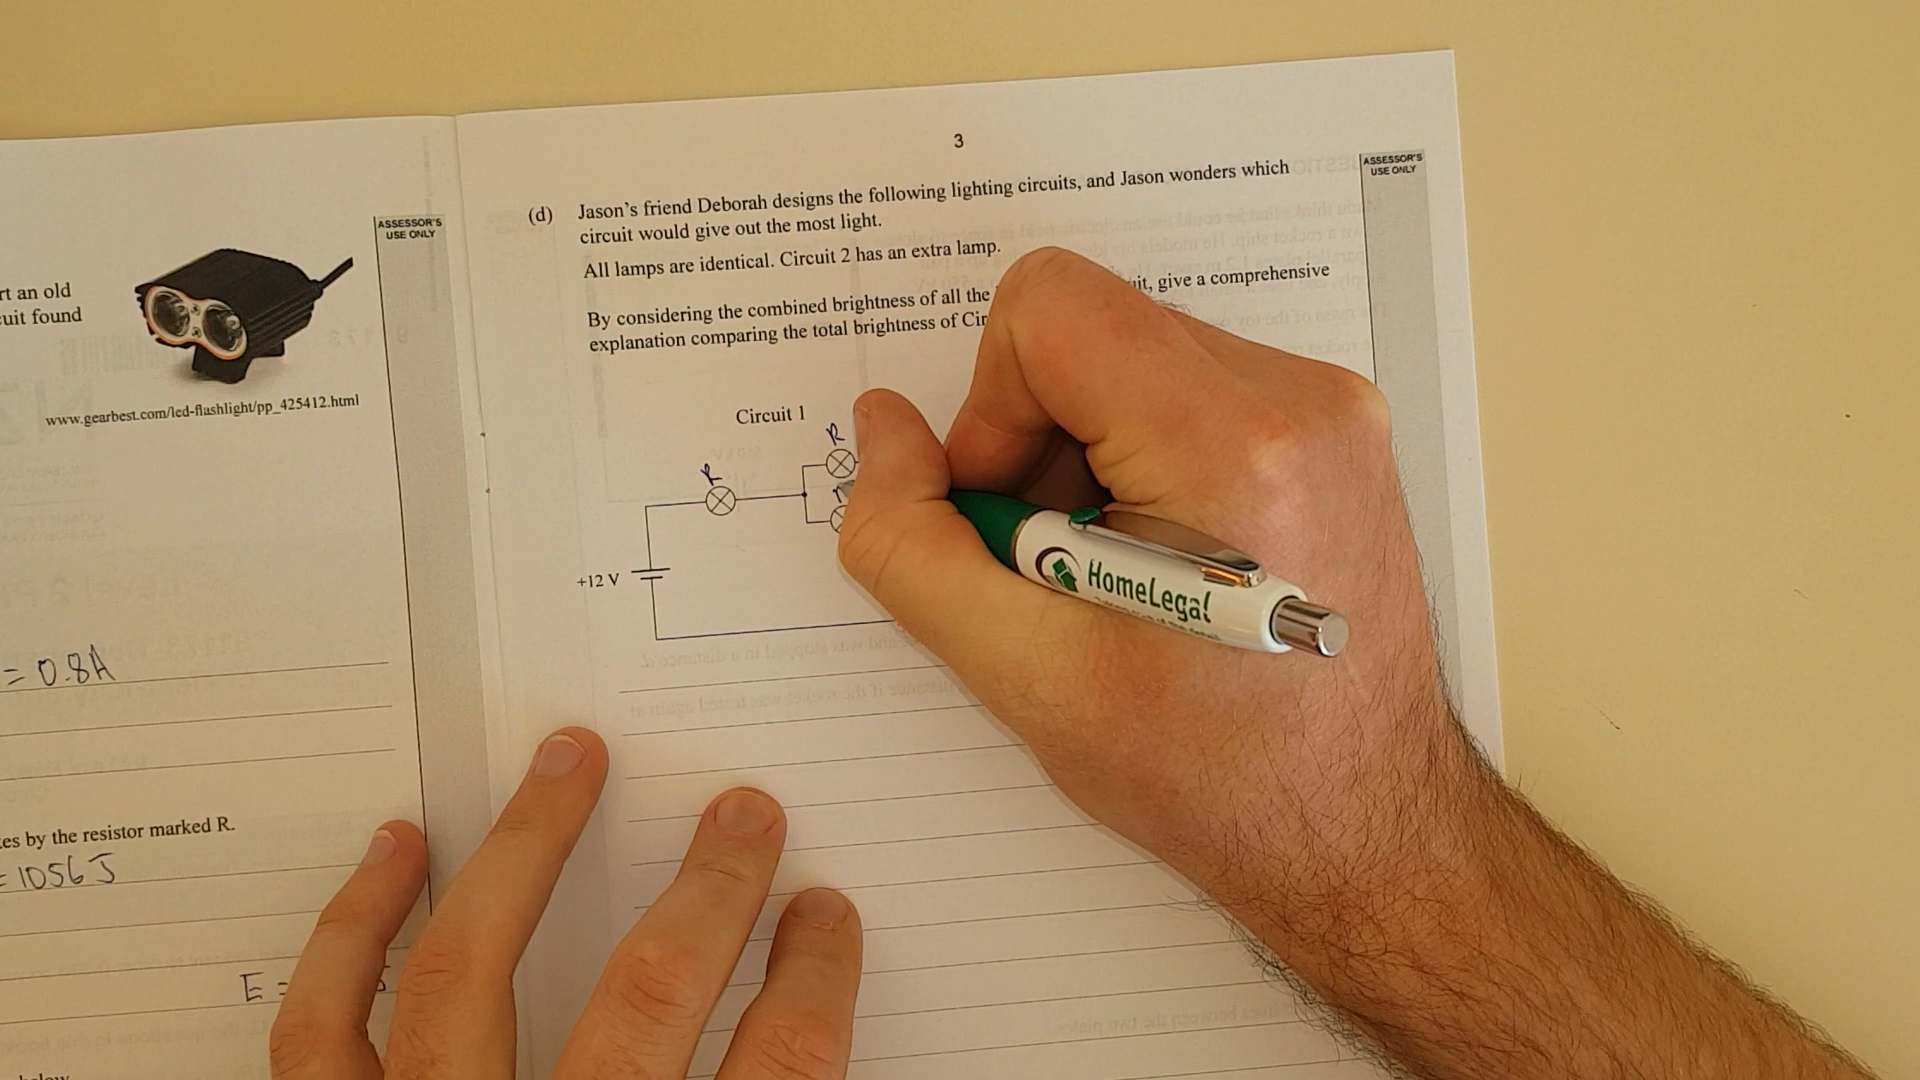 rt an old
cuit found
ASSESSOR'S
USE ONLY
www.gearbest.com/led-flashlight/pp_425412.html
= 0.8A
es by the resistor marked R.
= 1056 J
E =
3
ASSESSOR'S
USE ONLY
(d) Jason's friend Deborah designs the following lighting circuits, and Jason wonders which
circuit would give out the most light.
All lamps are identical. Circuit 2 has an extra lamp.
By considering the combined brightness of all the uit, give a comprehensive
explanation comparing the total brightness of Cir
Circuit 1
R
R
+12 V
HomeLegal